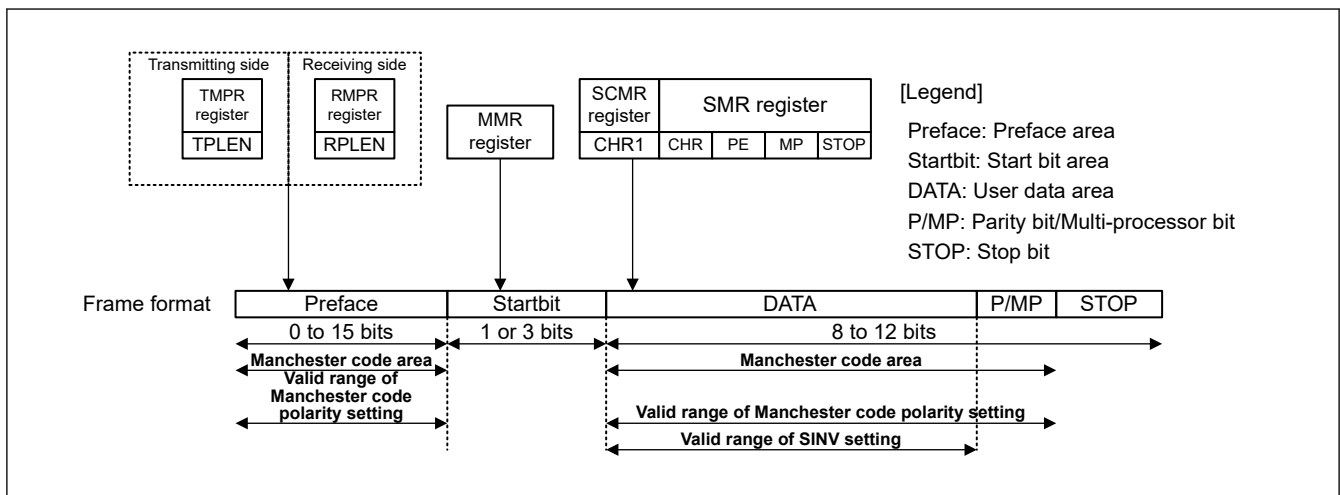 Transmitting side
Receiving side
TMPR
register
TPLEN
RMPR
register
RPLEN
MMR
register
SCMR
register
CHR1
SMR register
CHR PE MP STOP
[Legend]
Preface: Preface area
Startbit: Start bit area
DATA: User data area
P/MP: Parity bit/Multi-processor bit
STOP: Stop bit
Frame format Preface Startbit DATA P/MP STOP
0 to 15 bits 1 or 3 bits 8 to 12 bits
Manchester code area
Manchester code area
Valid range of
Manchester code
polarity setting
Valid range of Manchester code polarity setting
Valid range of SINV setting